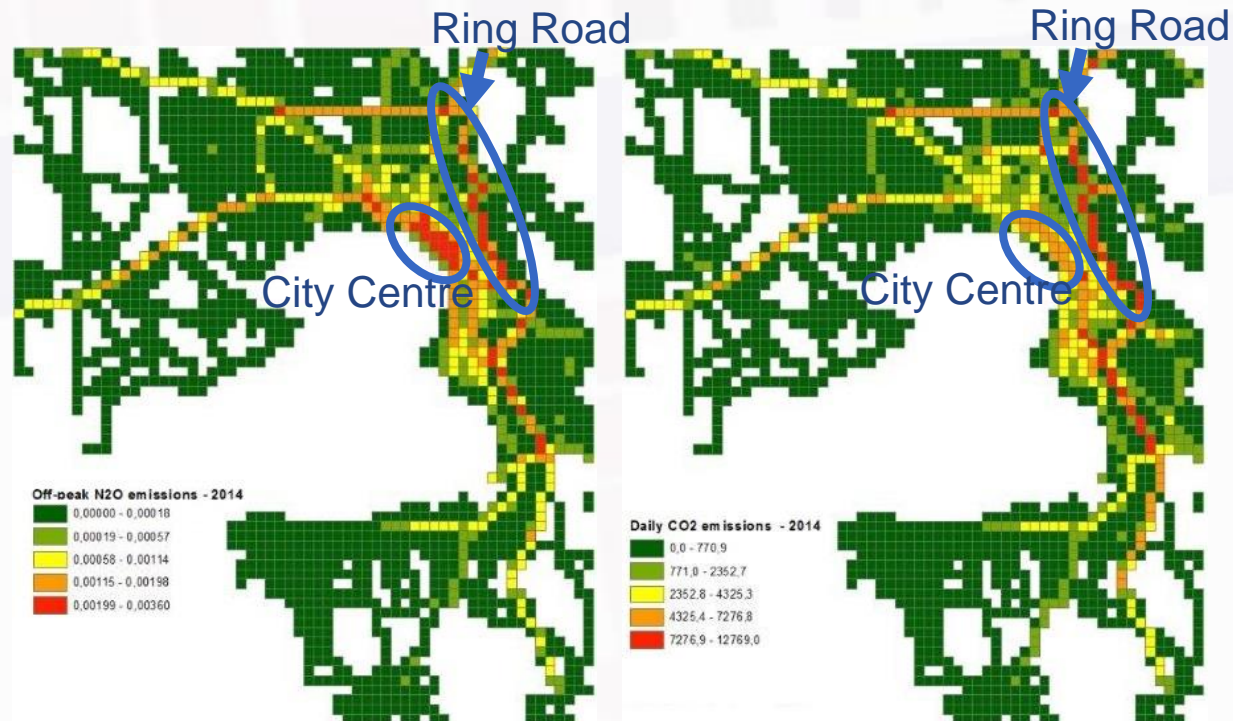 Ring Road
Ring Road
City Centre
City Centre
Off-peak N2O emissions - 2014
0,00000 - 0,00018
0,00019 - 0,00057
0,00058 - 0,00114
0,00115 - 0,00198
0,00199 - 0,00360
Daily CO2 emissions - 2014
0,0 - 770,9
771,0 - 2352,7
2352,8 - 4325,3
4325,4 - 7276,8
7276,9 - 12769,0